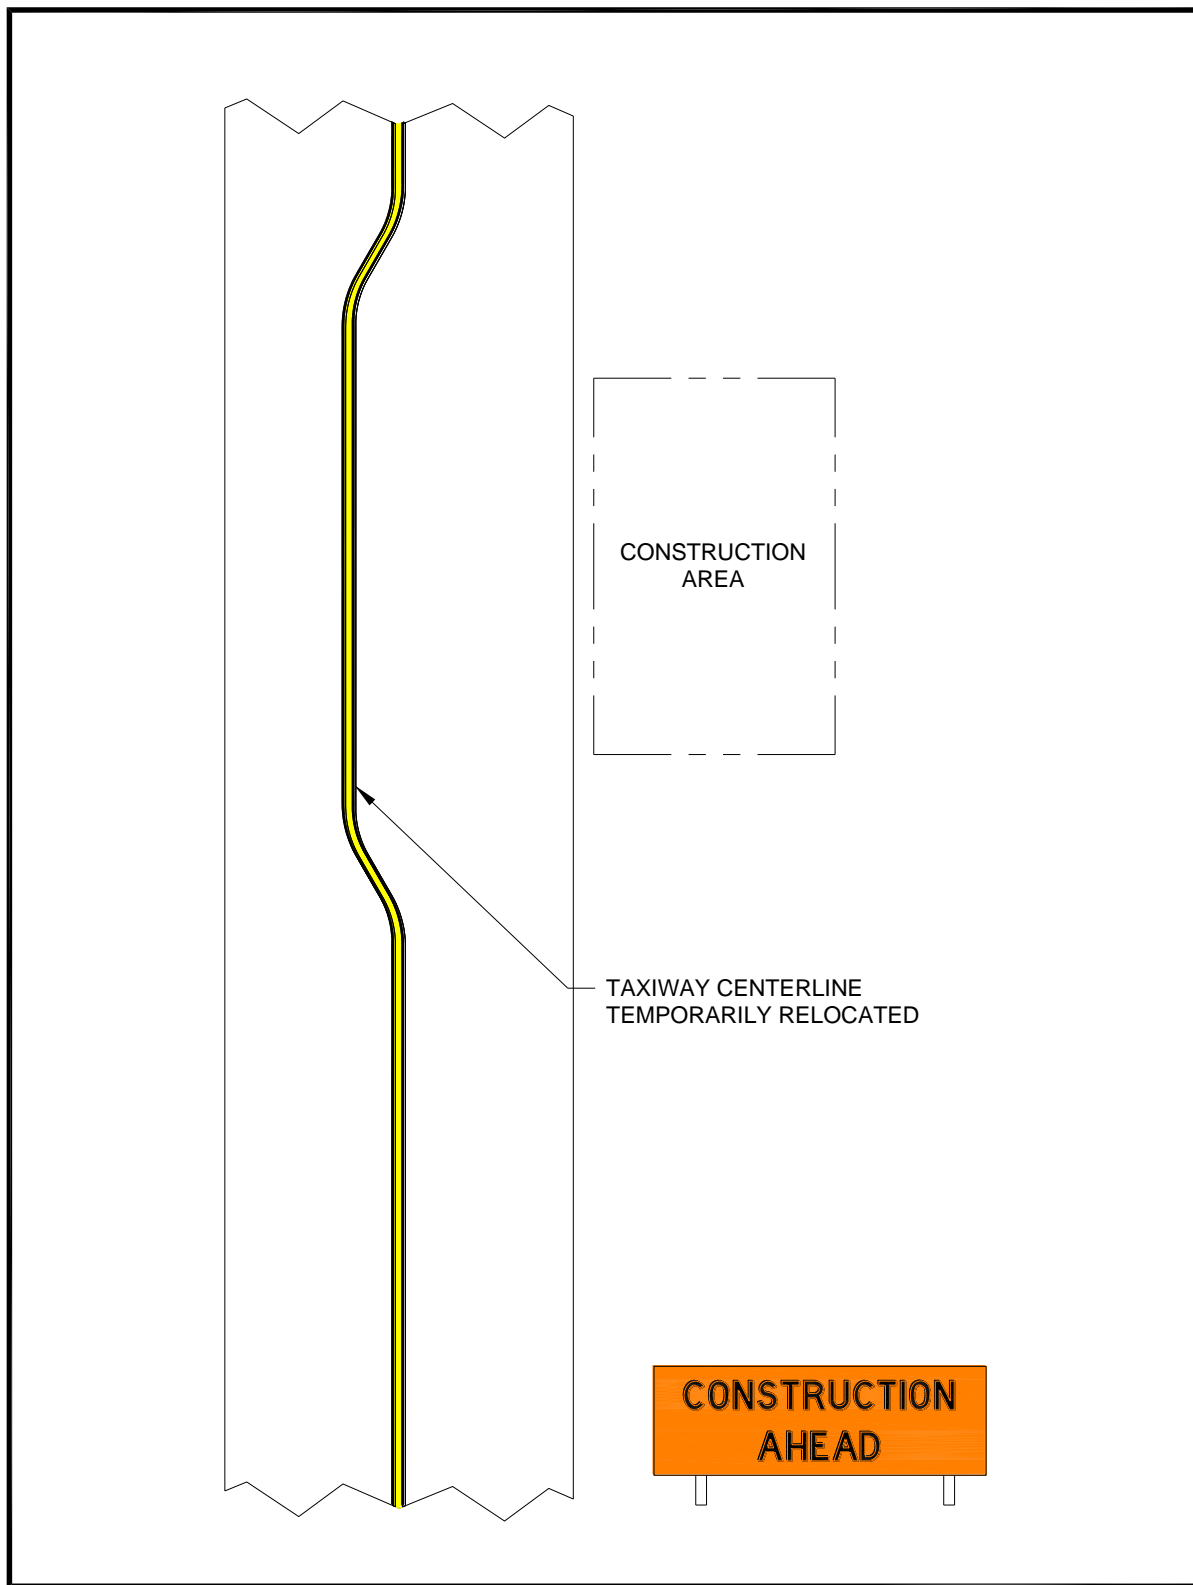 CONSTRUCTION
AREA
TAXIWAY CENTERLINE
TEMPORARILY RELOCATED
CONSTRUCTION
AHEAD